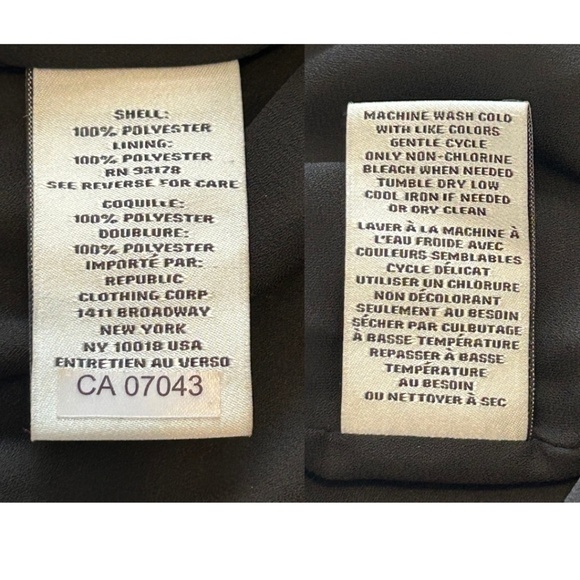 SHELL:
100% POLYESTER
LINING:
100% POLYESTER
RN 93178
SEE REVERSE FOR CARE
COQUILLE:
100% POLYESTER
DOUBLURE:
100% POLYESTER
IMPORTÉ PAR:
REPUBLIC
CLOTHING CORP
1411 BROADWAY
NEW YORK
NY 10018 USA
ENTRETIEN AU VERSO
CA 07043
MACHINE WASH COLD
WITH LIKE COLORS
GENTLE CYCLE
ONLY NON-CHLORINE
BLEACH WHEN NEEDED
TUMBLE DRY LOW
COOL IRON IF NEEDED
OR DRY CLEAN
LAVER À LA MACHINE À
L'EAU FROIDE AVEC
COULEURS SEMBLABLES
CYCLE DÉLICAT
UTILISER UN CHLORURE
NON DÉCOLORANT
SEULEMENT AU BESOIN
SÉCHER PAR CULBUTAGE
À BASSE TEMPÉRATURE
REPASSER À BASSE
TEMPÉRATURE
AU BESOIN
OU NETTOYER À SEC